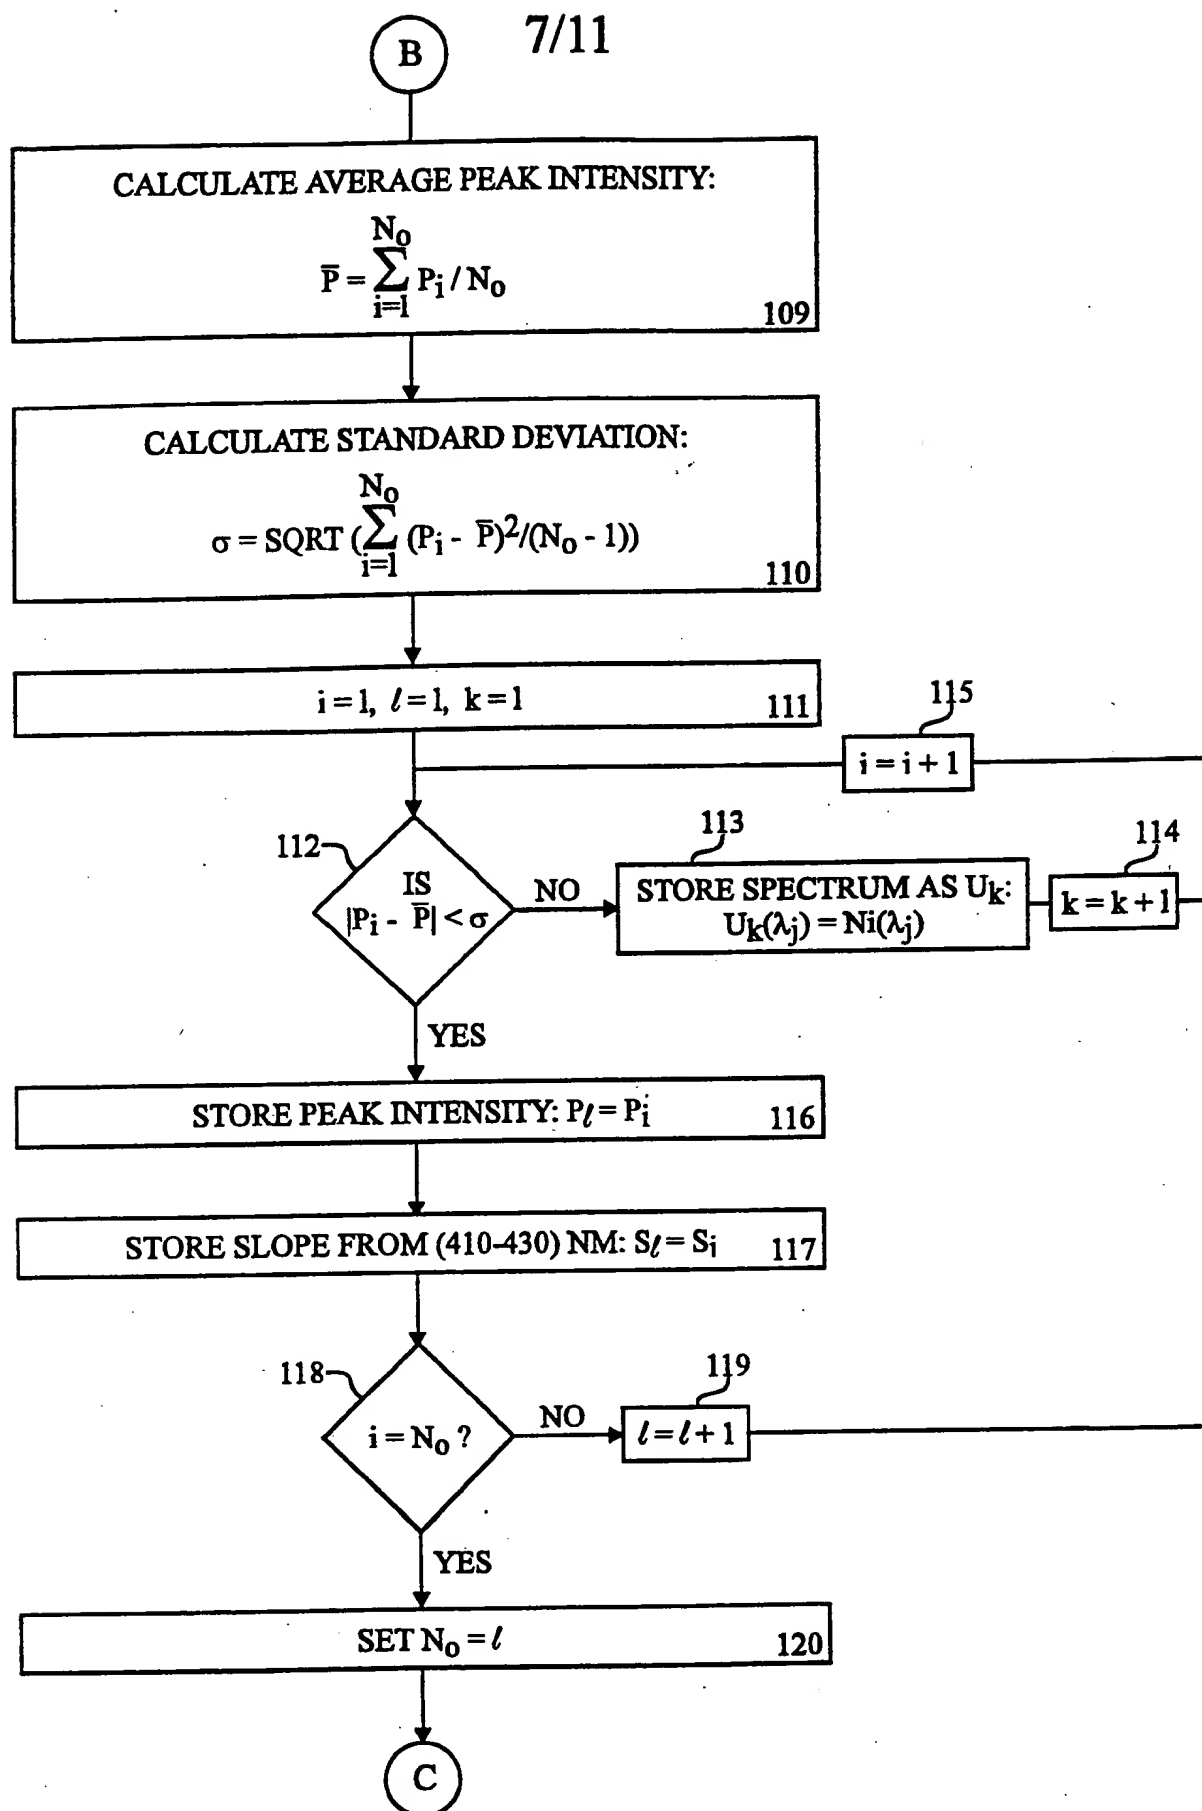 7/11
B
CALCULATE AVERAGE PEAK INTENSITY:
N₀
P̅ = ∑ Pᵢ / N₀
i=1
109
CALCULATE STANDARD DEVIATION:
N₀
σ = SQRT (∑ (Pᵢ - P̅)²/(N₀ - 1))
i=1
110
i = 1, ℓ = 1, k = 1
111
115
i = i + 1
112
IS
|Pᵢ - P̅| < σ
NO
113
STORE SPECTRUM AS Uₖ:
Uₖ(λⱼ) = Ni(λⱼ)
114
k = k + 1
YES
STORE PEAK INTENSITY: Pℓ = Pᵢ
116
STORE SLOPE FROM (410-430) NM: Sℓ = Sᵢ
117
118
i = N₀ ?
NO
119
ℓ = ℓ + 1
YES
SET N₀ = ℓ
120
C